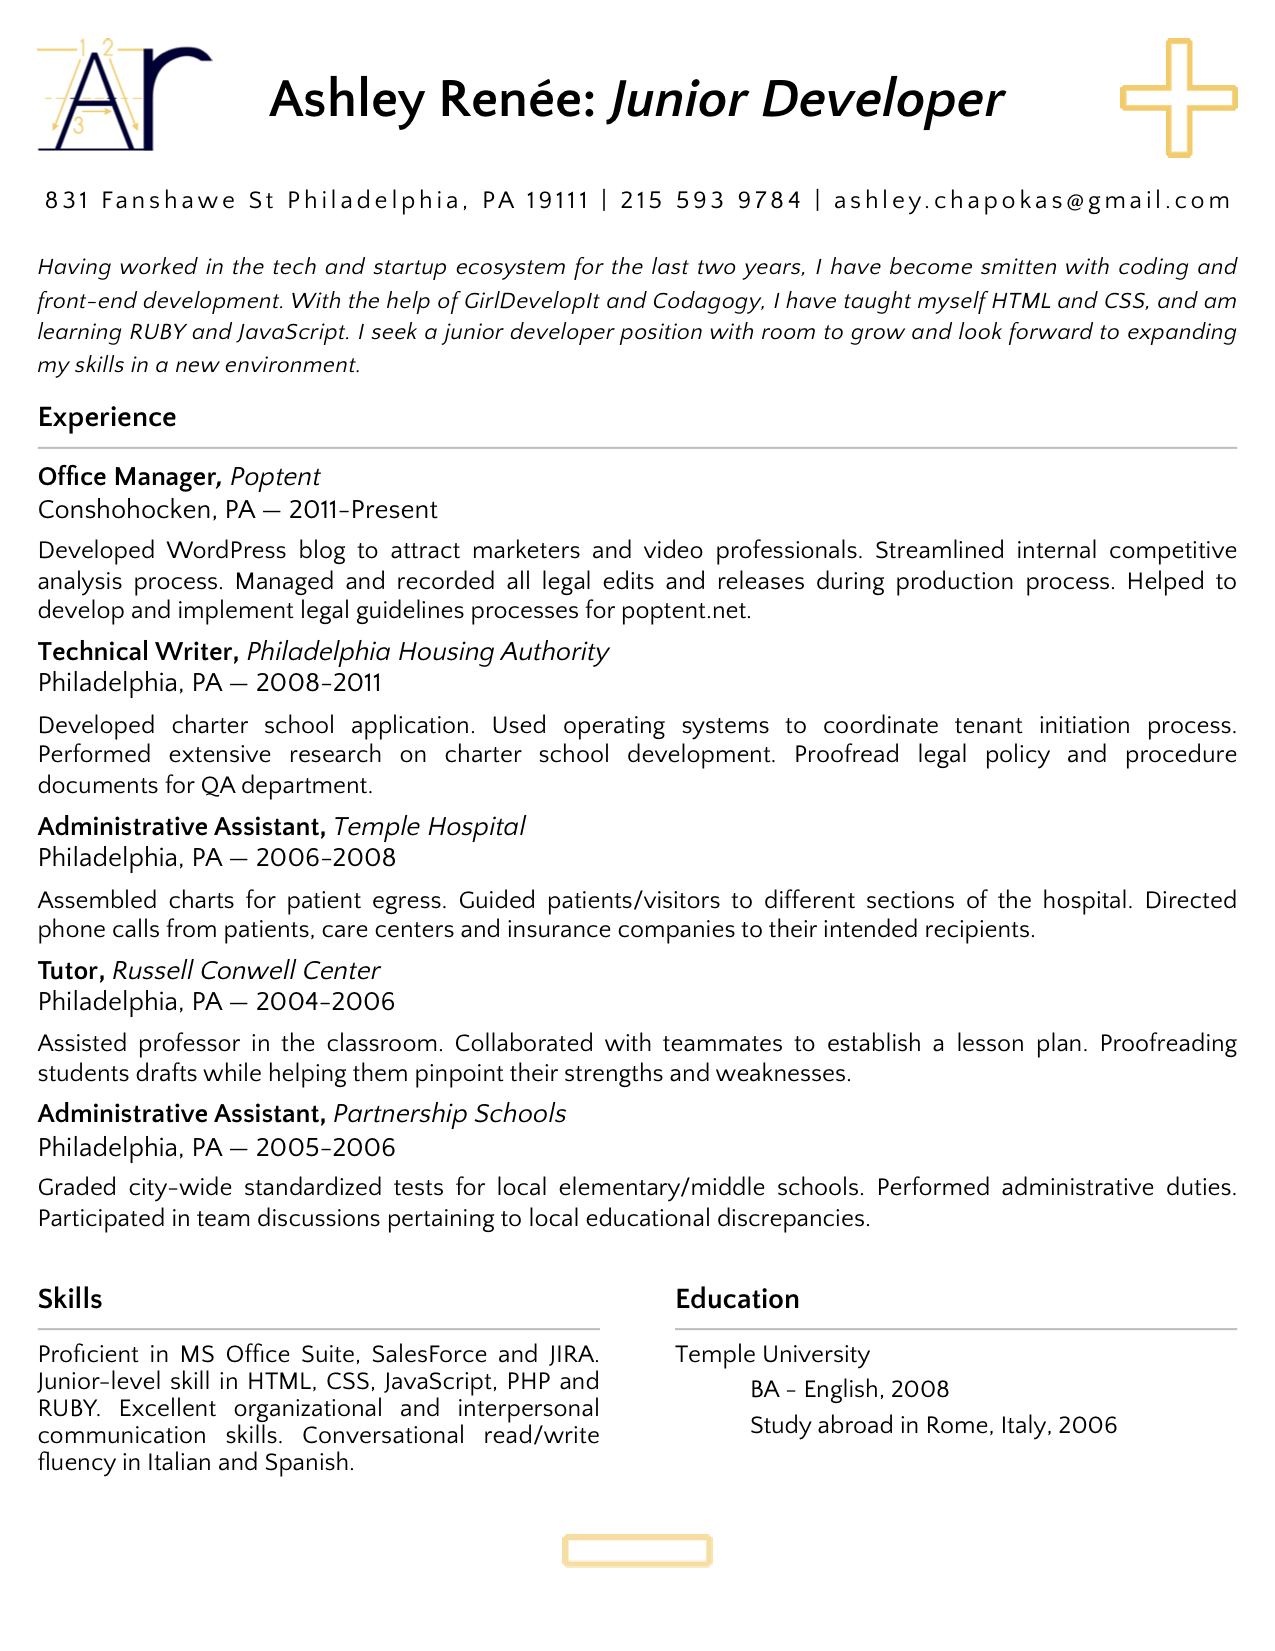 1 2
Ar
3
Ashley Renée: Junior Developer
831 Fanshawe St Philadelphia, PA 19111 | 215 593 9784 | ashley.chapokas@gmail.com
Having worked in the tech and startup ecosystem for the last two years, I have become smitten with coding and
front-end development. With the help of GirlDevelopIt and Codagogy, I have taught myself HTML and CSS, and am
learning RUBY and JavaScript. I seek a junior developer position with room to grow and look forward to expanding
my skills in a new environment.
Experience
Office Manager, Poptent
Conshohocken, PA — 2011-Present
Developed WordPress blog to attract marketers and video professionals. Streamlined internal competitive
analysis process. Managed and recorded all legal edits and releases during production process. Helped to
develop and implement legal guidelines processes for poptent.net.
Technical Writer, Philadelphia Housing Authority
Philadelphia, PA — 2008-2011
Developed charter school application. Used operating systems to coordinate tenant initiation process.
Performed extensive research on charter school development. Proofread legal policy and procedure
documents for QA department.
Administrative Assistant, Temple Hospital
Philadelphia, PA — 2006-2008
Assembled charts for patient egress. Guided patients/visitors to different sections of the hospital. Directed
phone calls from patients, care centers and insurance companies to their intended recipients.
Tutor, Russell Conwell Center
Philadelphia, PA — 2004-2006
Assisted professor in the classroom. Collaborated with teammates to establish a lesson plan. Proofreading
students drafts while helping them pinpoint their strengths and weaknesses.
Administrative Assistant, Partnership Schools
Philadelphia, PA — 2005-2006
Graded city-wide standardized tests for local elementary/middle schools. Performed administrative duties.
Participated in team discussions pertaining to local educational discrepancies.
Skills
Proficient in MS Office Suite, SalesForce and JIRA.
Junior-level skill in HTML, CSS, JavaScript, PHP and
RUBY. Excellent organizational and interpersonal
communication skills. Conversational read/write
fluency in Italian and Spanish.
Education
Temple University
BA - English, 2008
Study abroad in Rome, Italy, 2006